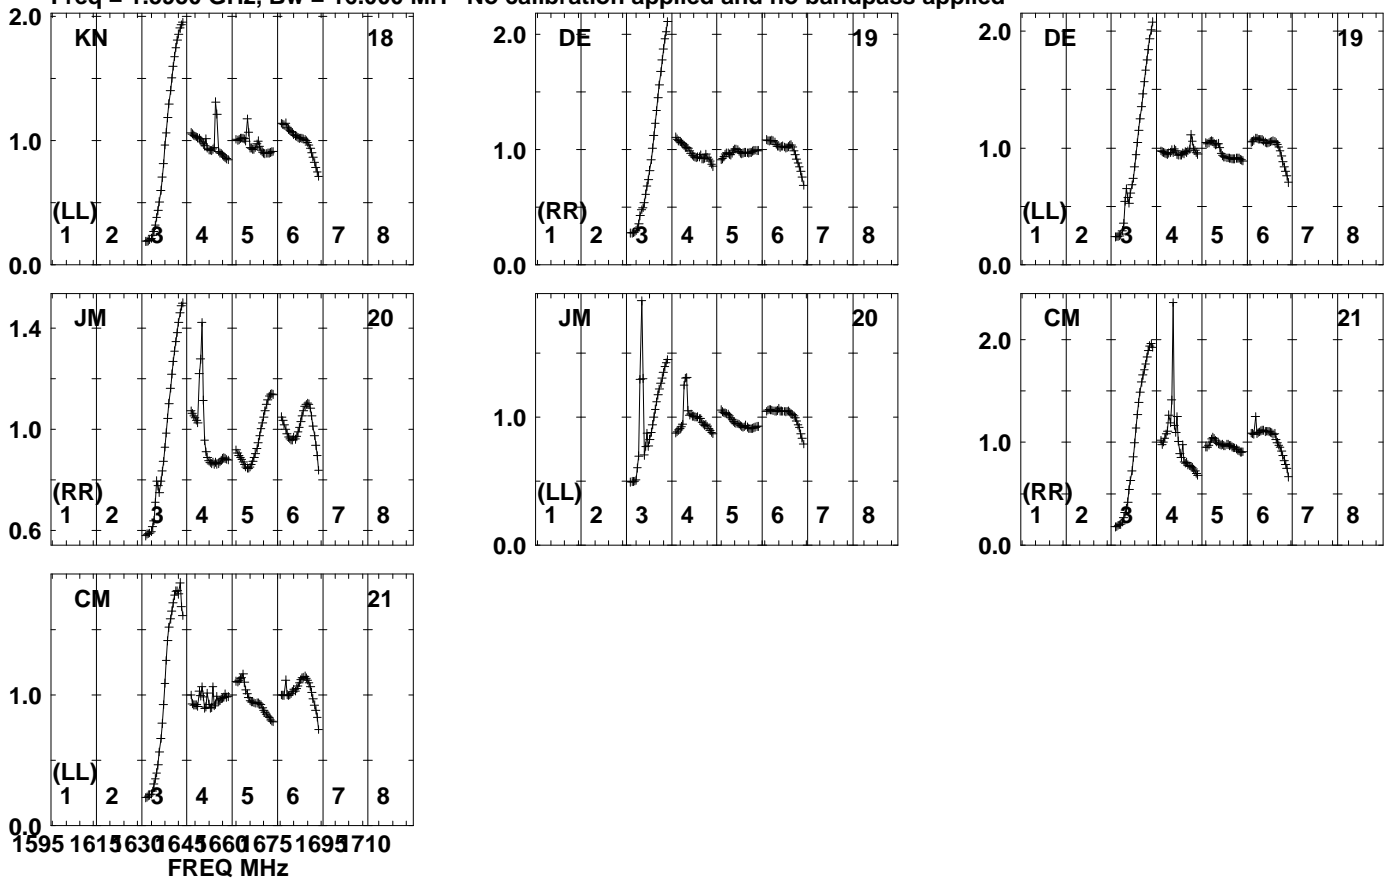 Freq = 1.5950 GHz, Bw = 16.000 MH No calibration applied and no bandpass applied
2.0 KN 18
1.0
(LL)
1 2 3 4 5 6 7 8
0.0
2.0 DE 19
1.0
(RR)
1 2 3 4 5 6 7 8
0.0
2.0 DE 19
1.0
(LL)
1 2 3 4 5 6 7 8
0.0
1.4 JM 20
1.0
(RR)
1 2 3 4 5 6 7 8
0.6
JM 20
1.0
(LL)
1 2 3 4 5 6 7 8
0.0
CM 21
2.0
1.0
(RR)
1 2 3 4 5 6 7 8
0.0
CM 21
1.0
(LL)
1 2 3 4 5 6 7 8
0.0
1595 1615 1630 1645 1660 1675 1695 1710
FREQ MHz